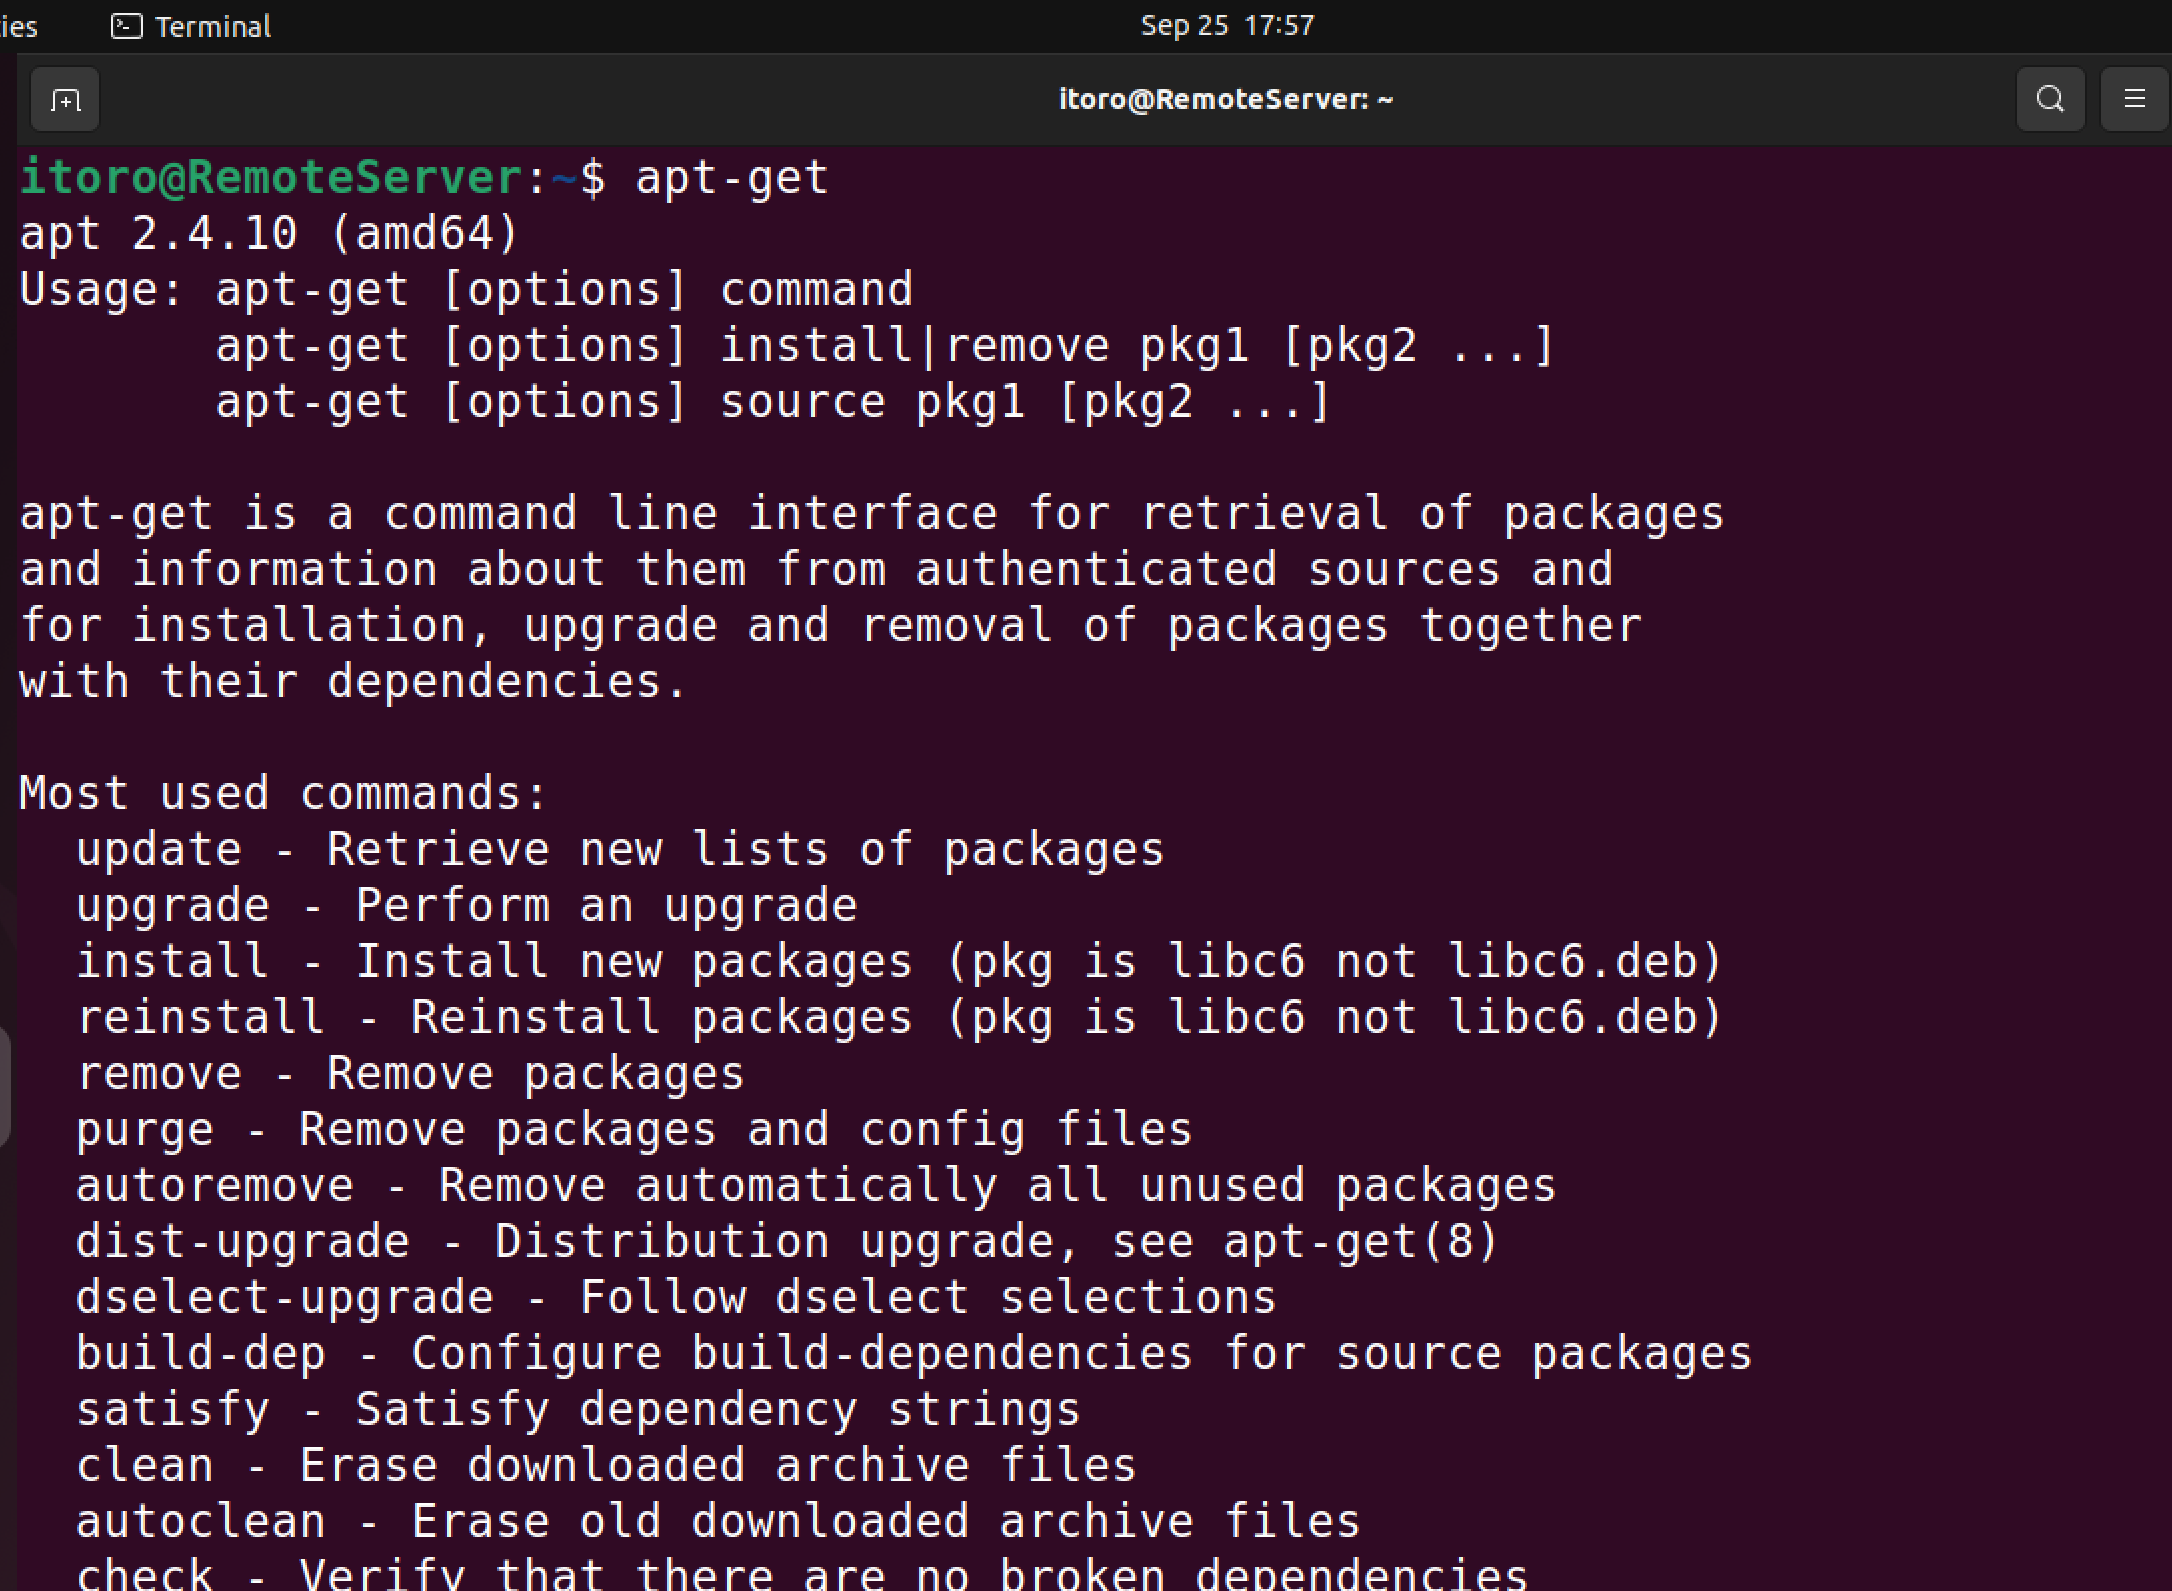 ies Terminal Sep 25 17:57
itoro@RemoteServer: ~
itoro@RemoteServer:~$ apt-get
apt 2.4.10 (amd64)
Usage: apt-get [options] command
       apt-get [options] install|remove pkg1 [pkg2 ...]
       apt-get [options] source pkg1 [pkg2 ...]

apt-get is a command line interface for retrieval of packages
and information about them from authenticated sources and
for installation, upgrade and removal of packages together
with their dependencies.

Most used commands:
  update - Retrieve new lists of packages
  upgrade - Perform an upgrade
  install - Install new packages (pkg is libc6 not libc6.deb)
  reinstall - Reinstall packages (pkg is libc6 not libc6.deb)
  remove - Remove packages
  purge - Remove packages and config files
  autoremove - Remove automatically all unused packages
  dist-upgrade - Distribution upgrade, see apt-get(8)
  dselect-upgrade - Follow dselect selections
  build-dep - Configure build-dependencies for source packages
  satisfy - Satisfy dependency strings
  clean - Erase downloaded archive files
  autoclean - Erase old downloaded archive files
  check - Verify that there are no broken dependencies